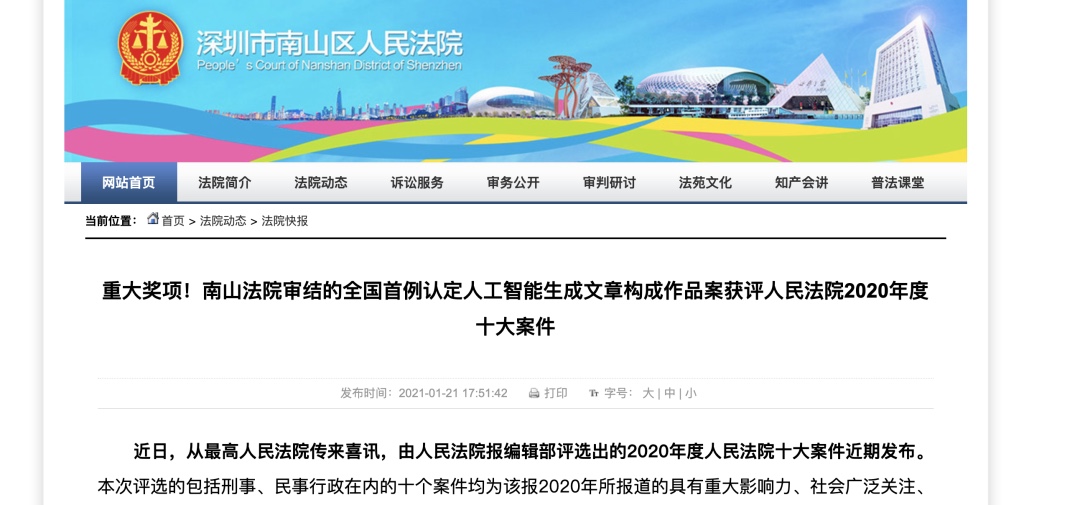 深圳市南山区人民法院
People's Court of Nanshan District of Shenzhen
网站首页 法院简介 法院动态 诉讼服务 审务公开 审判研讨 法苑文化 知产会讲 普法课堂
当前位置： 首页 > 法院动态 > 法院快报
重大奖项！南山法院审结的全国首例认定人工智能生成文章构成作品案获评人民法院2020年度
十大案件
发布时间：2021-01-21 17:51:42 打印 Tr 字号： 大 | 中 | 小
近日，从最高人民法院传来喜讯，由人民法院报编辑部评选出的2020年度人民法院十大案件近期发布。
本次评选的包括刑事、民事行政在内的十个案件均为该报2020年所报道的具有重大影响力、社会广泛关注、